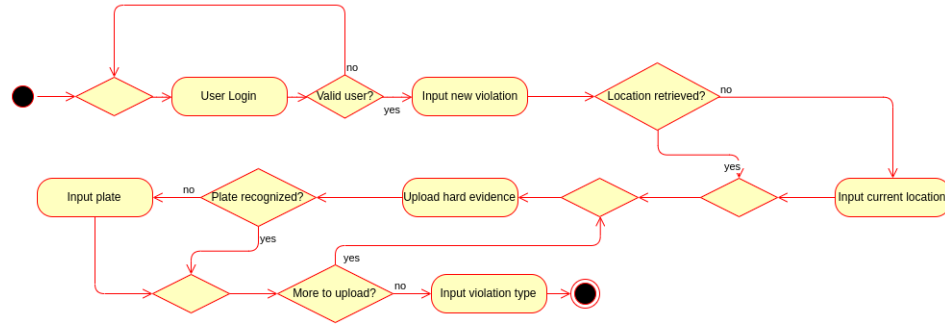 no
User Login
Valid user?
yes
Input new violation
Location retrieved?
no
yes
Input plate
no
Plate recognized?
yes
Upload hard evidence
Input current location
yes
More to upload?
no
Input violation type